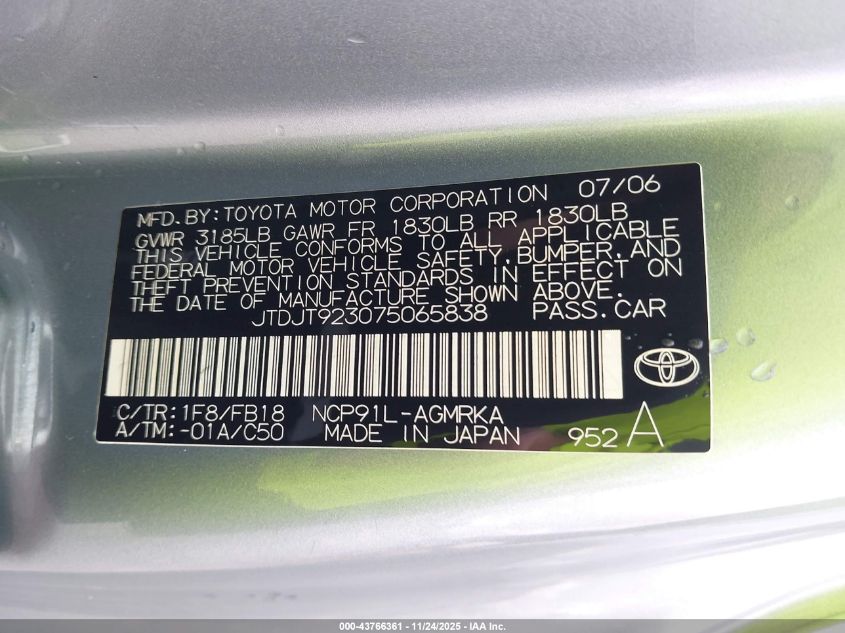 MFD. BY: TOYOTA MOTOR CORPORATION 07/06
GVWR 3185LB GAWR FR 1830LB RR 1830LB
THIS VEHICLE CONFORMS TO ALL APPLICABLE
FEDERAL MOTOR VEHICLE SAFETY, BUMPER, AND
THEFT PREVENTION STANDARDS IN EFFECT ON
THE DATE OF MANUFACTURE SHOWN ABOVE.
JTDJT923075065838 PASS. CAR
C/TR: 1F8/FB18 NCP91L-AGMRKA
A/TM: -01A/C50 MADE IN JAPAN 952 A
000-43766361 - 11/24/2025 - IAA Inc.